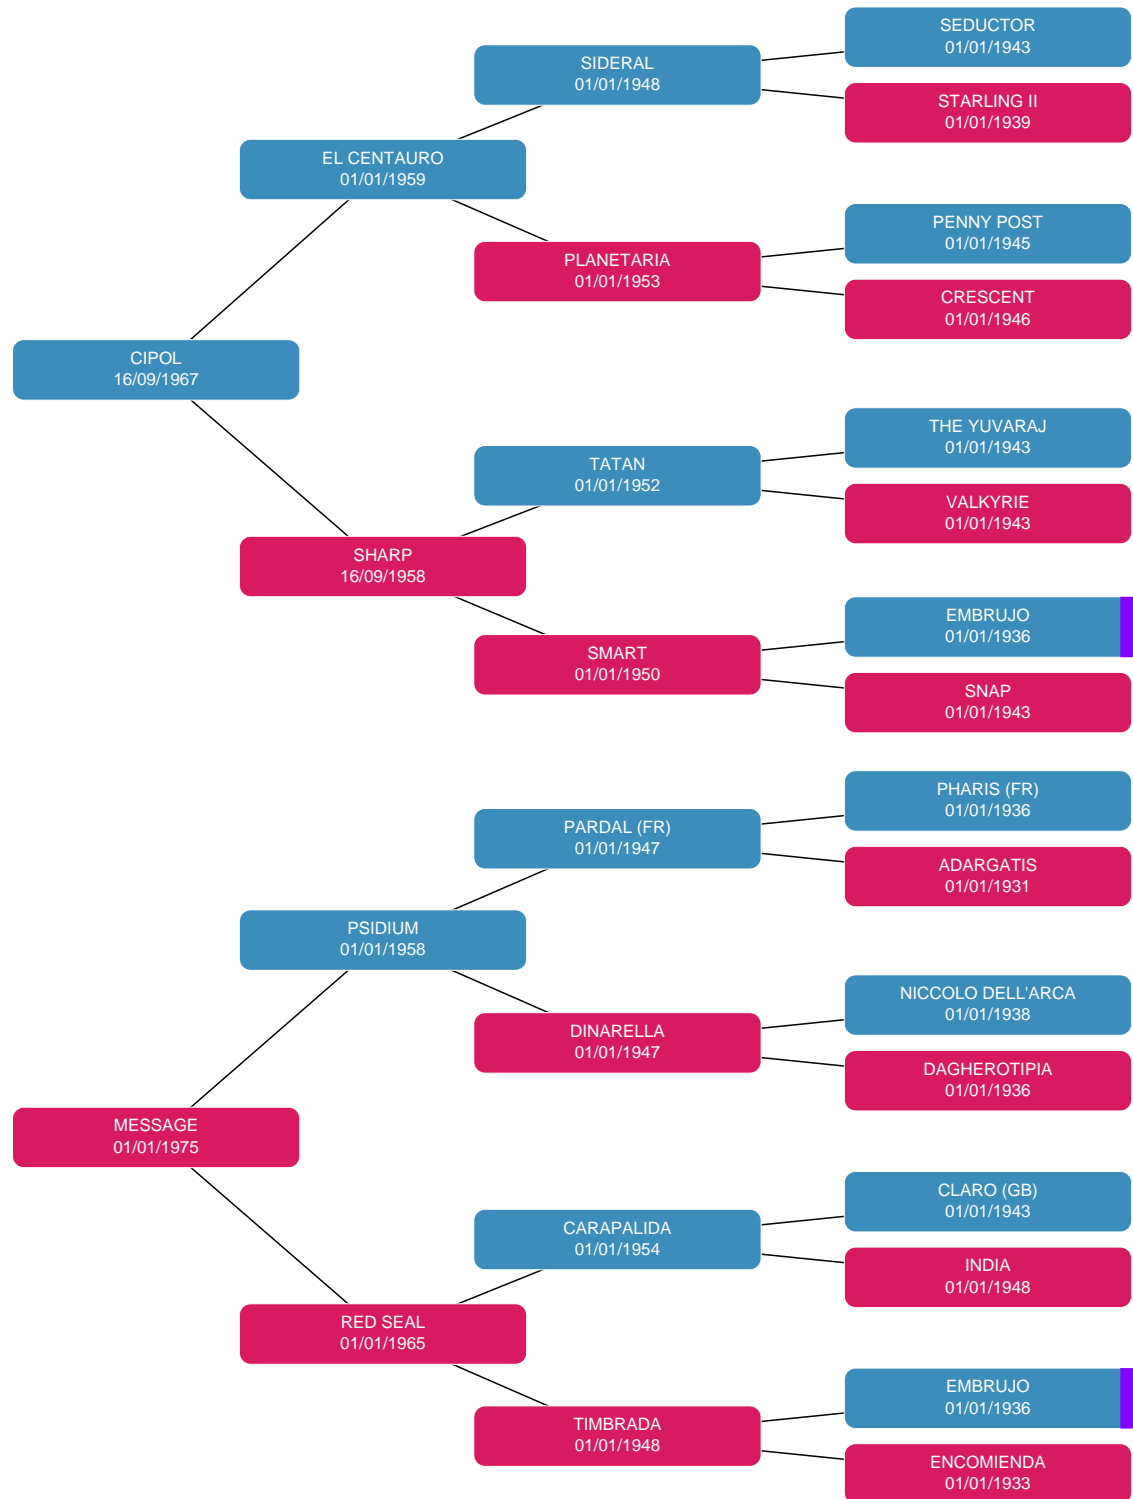 SEDUCTOR
01/01/1943
SIDERAL
01/01/1948
STARLING II
01/01/1939
EL CENTAURO
01/01/1959
PENNY POST
01/01/1945
PLANETARIA
01/01/1953
CRESCENT
01/01/1946
CIPOL
16/09/1967
THE YUVARAJ
01/01/1943
TATAN
01/01/1952
VALKYRIE
01/01/1943
SHARP
16/09/1958
EMBRUJO
01/01/1936
SMART
01/01/1950
SNAP
01/01/1943
PHARIS (FR)
01/01/1936
PARDAL (FR)
01/01/1947
ADARGATIS
01/01/1931
PSIDIUM
01/01/1958
NICCOLO DELL'ARCA
01/01/1938
DINARELLA
01/01/1947
DAGHEROTIPIA
01/01/1936
MESSAGE
01/01/1975
CLARO (GB)
01/01/1943
CARAPALIDA
01/01/1954
INDIA
01/01/1948
RED SEAL
01/01/1965
EMBRUJO
01/01/1936
TIMBRADA
01/01/1948
ENCOMIENDA
01/01/1933